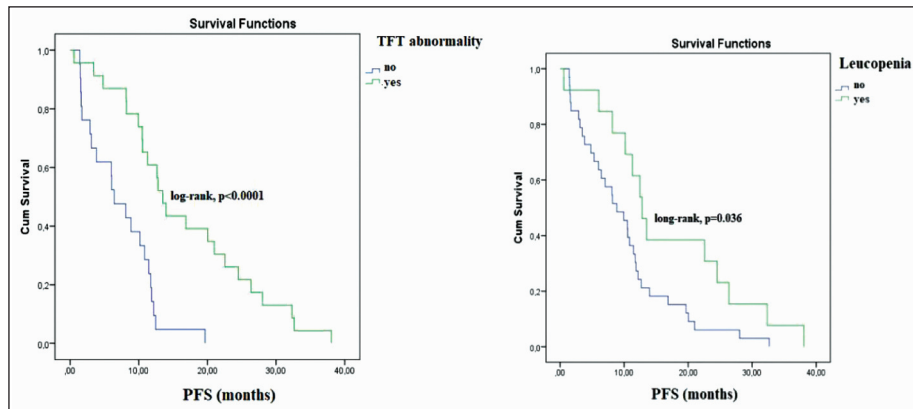 Survival Functions
TFT abnormality
no
yes
1,0
0,8
0,6
0,4
0,2
0,0
Cum Survival
log-rank, p<0.0001
,00 10,00 20,00 30,00 40,00
PFS (months)
Survival Functions
Leucopenia
no
yes
1,0
0,8
0,6
0,4
0,2
0,0
Cum Survival
long-rank, p=0.036
,00 10,00 20,00 30,00 40,00
PFS (months)